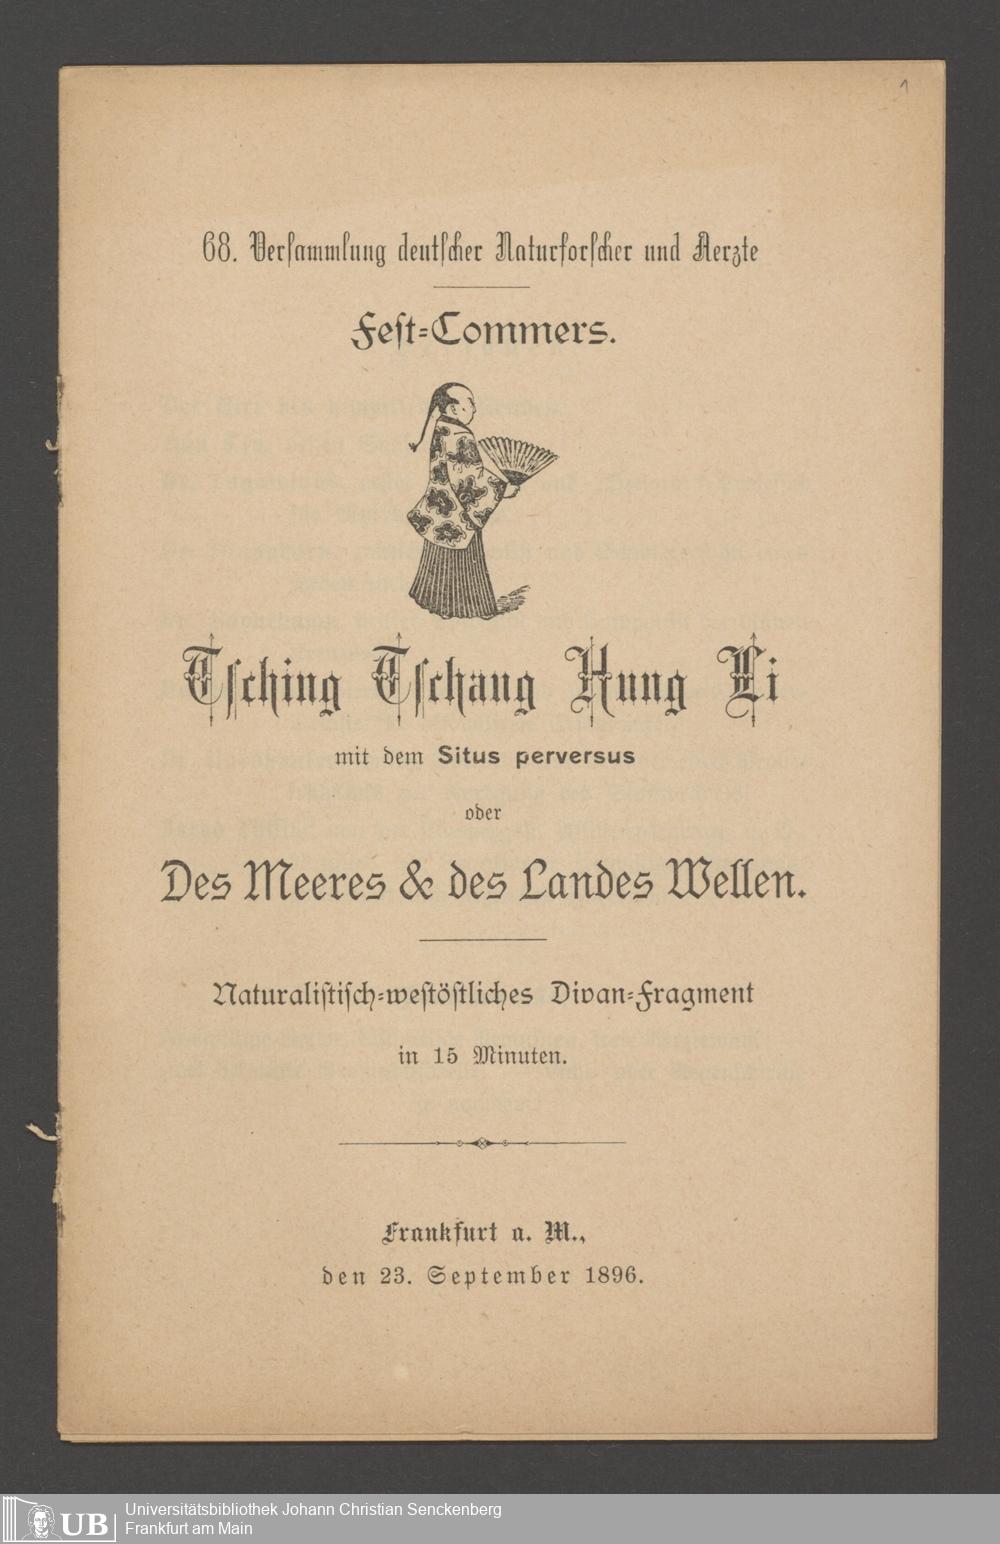 1
68. Versammlung deutscher Naturforscher und Aerzte
Fest-Commers.
Tsching Tschang Hung Li
mit dem Situs perversus
oder
Des Meeres & des Landes Wellen.
Naturalistisch-westöstliches Divan-Fragment
in 15 Minuten.
Frankfurt a. M.,
den 23. September 1896.
UB
Universitätsbibliothek Johann Christian Senckenberg
Frankfurt am Main